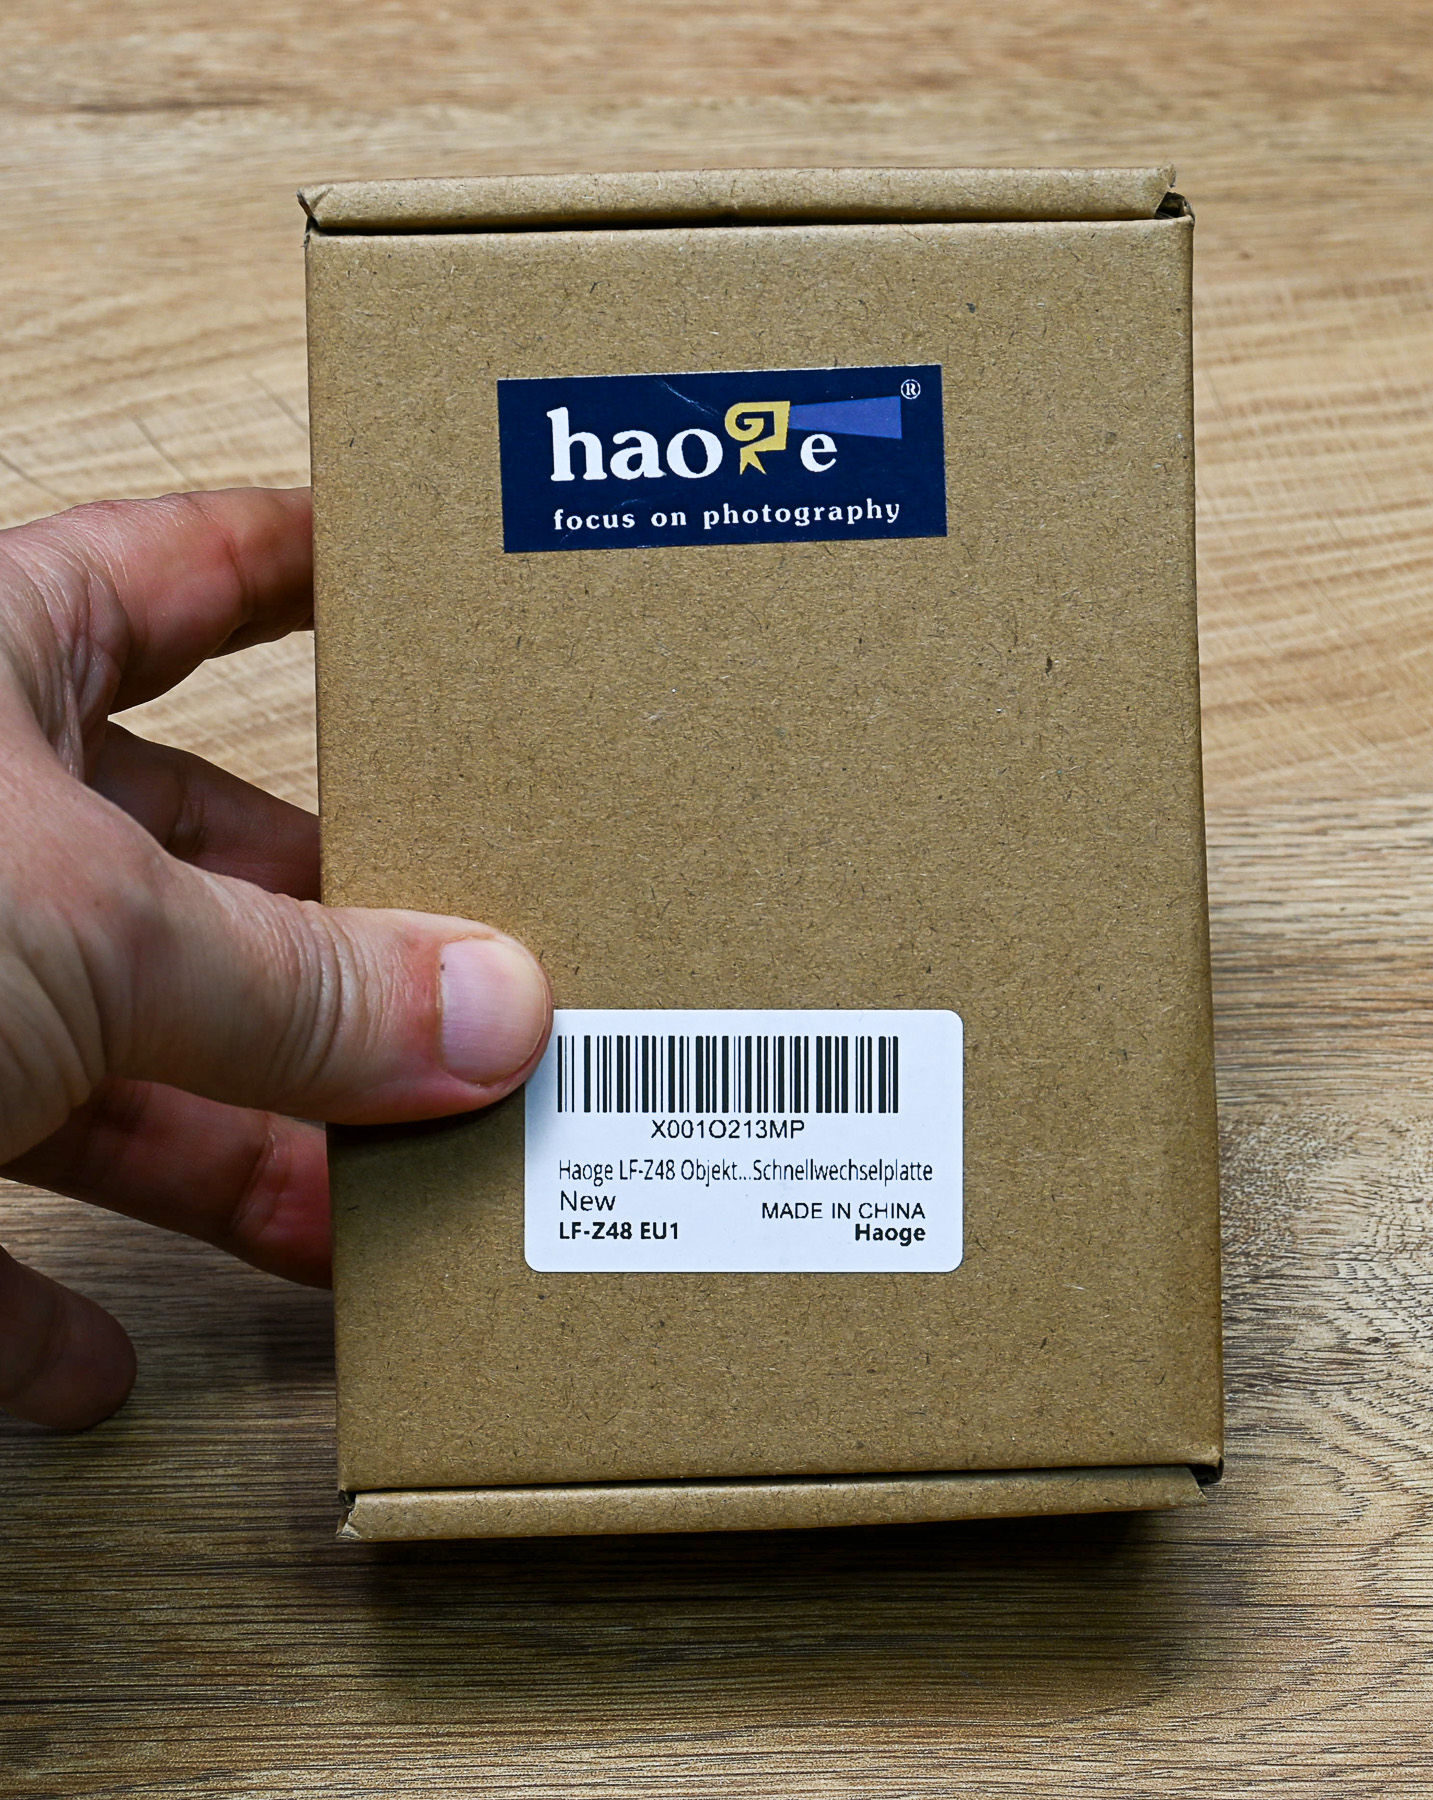 haoge®
focus on photography
X001O213MP
Haoge LF-Z48 Objekt...Schnellwechselplatte
New
MADE IN CHINA
LF-Z48 EU1
Haoge